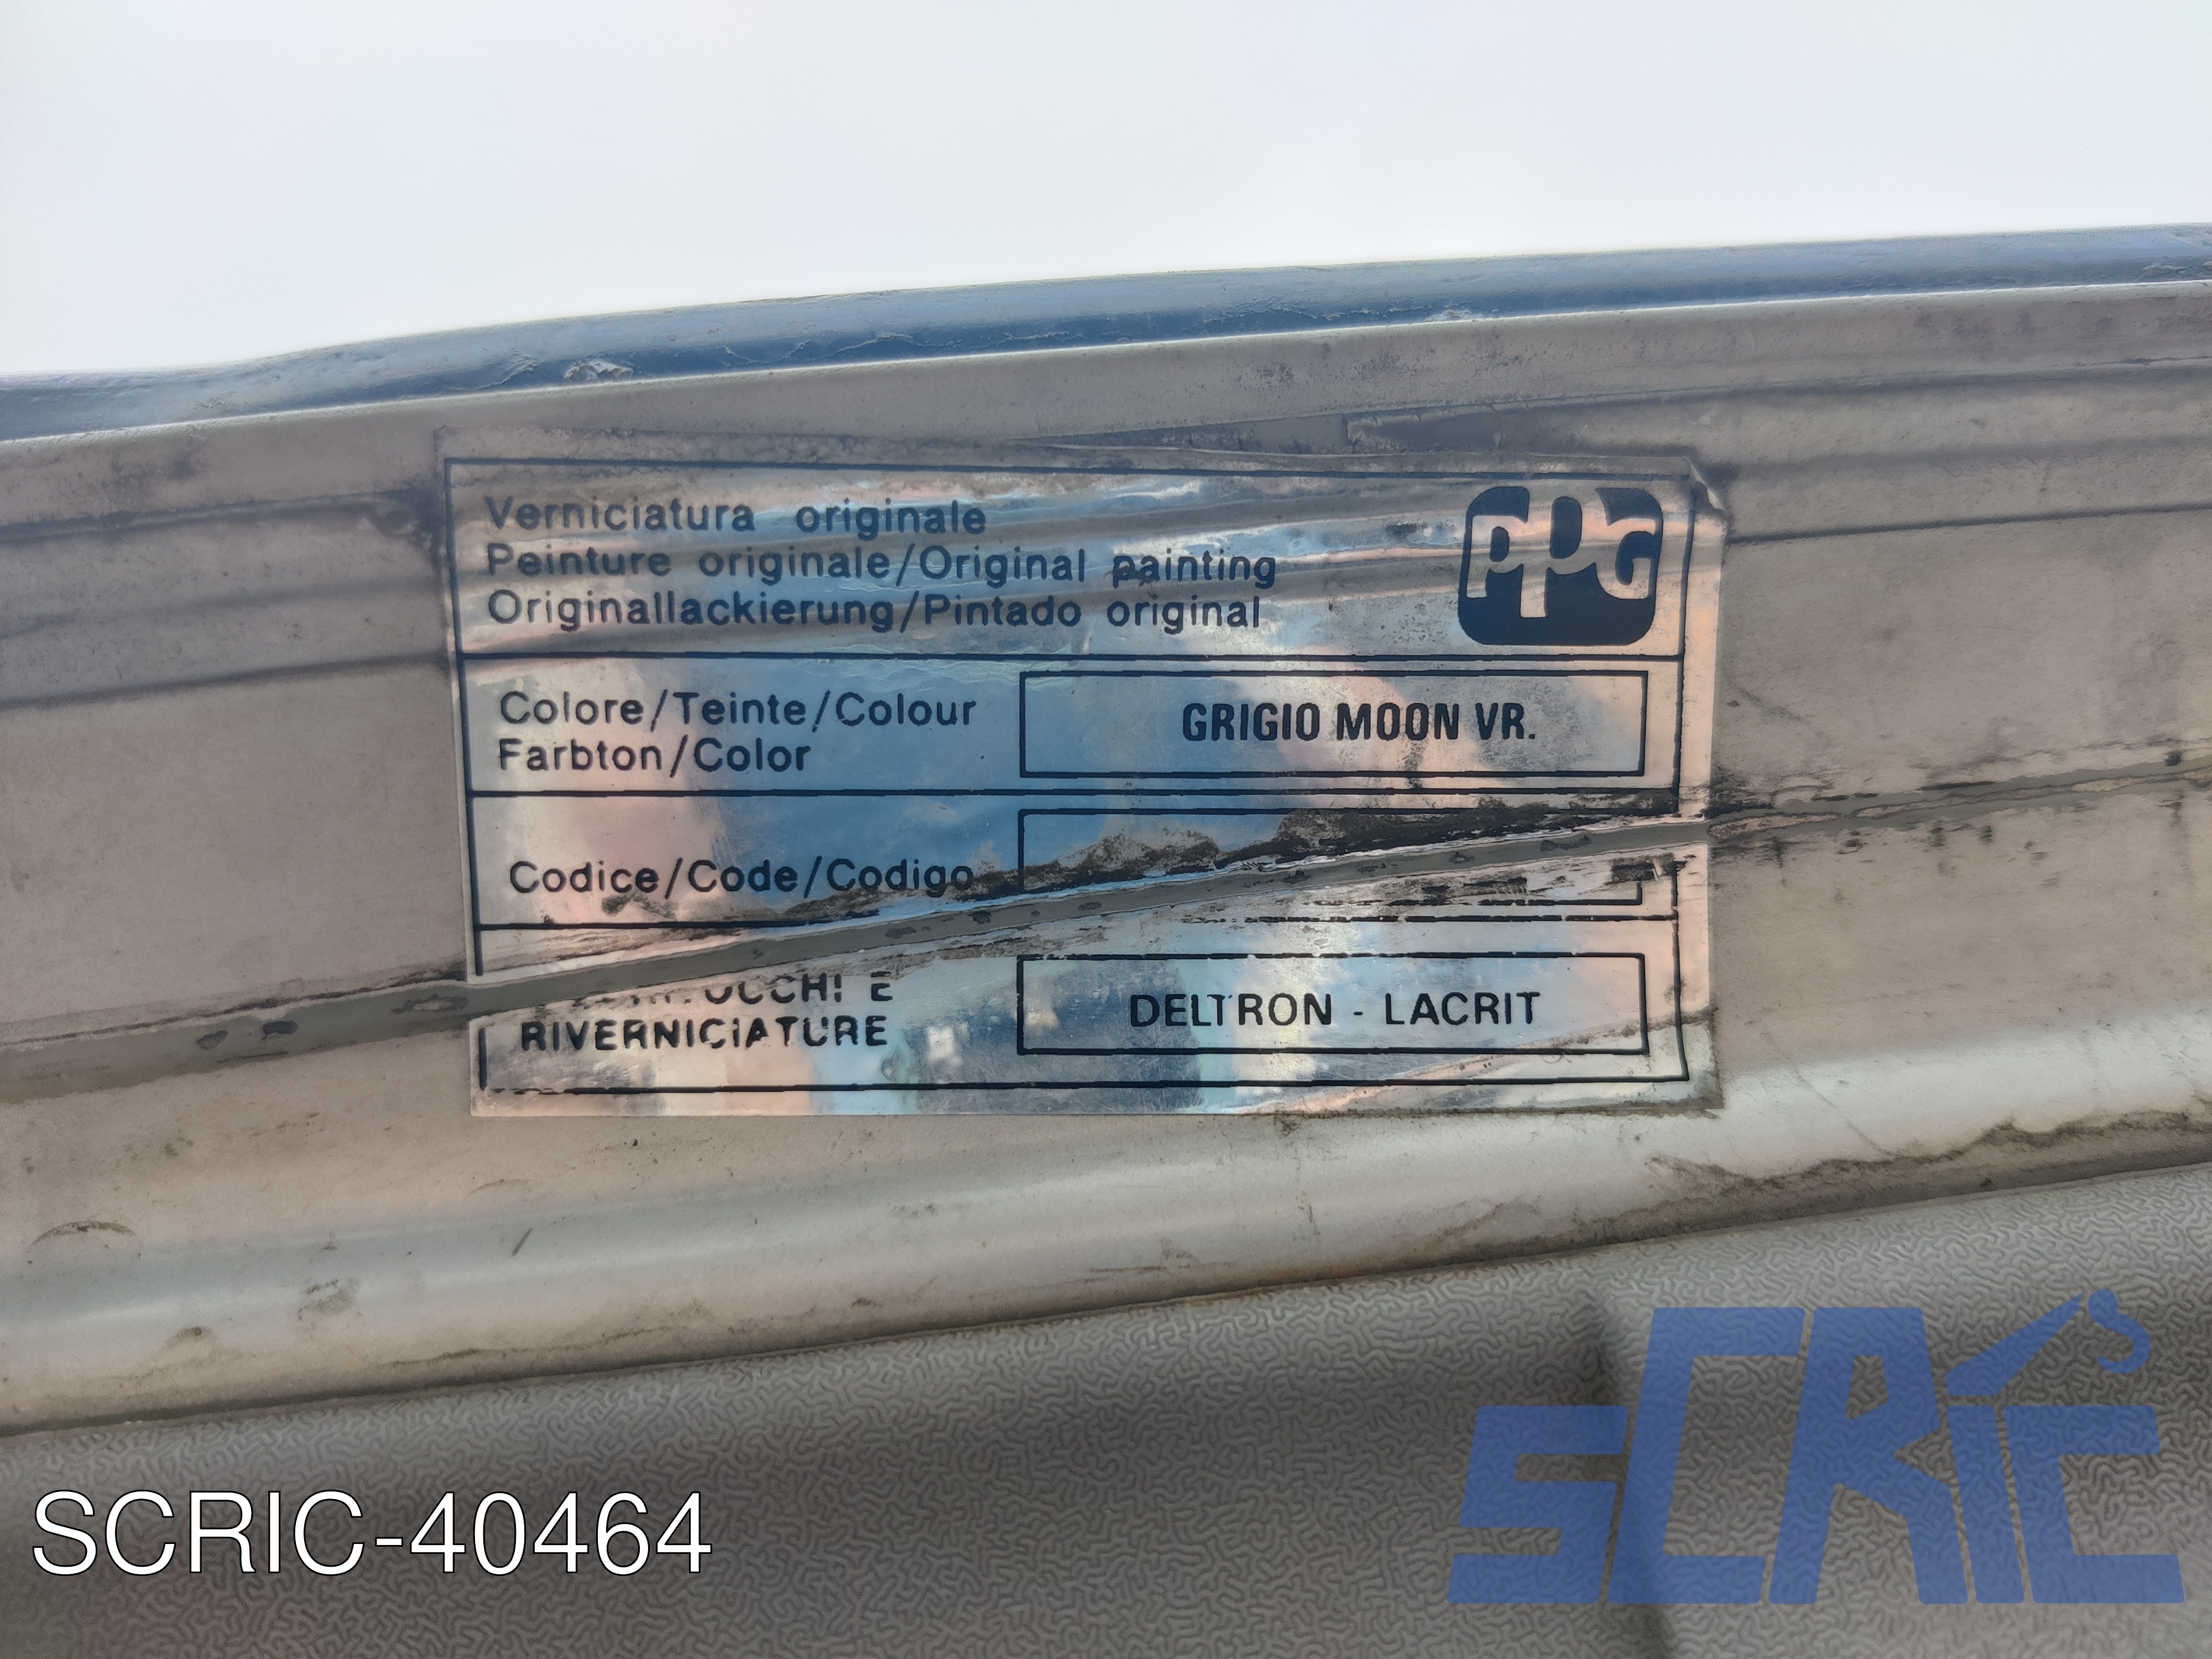 Verniciatura originale
Peinture originale/Original painting
Originallackierung/Pintado original
PPG
Colore/Teinte/Colour
Farbton/Color
GRIGIO MOON VR.
Codice/Code/Codigo
E
RIVERNICIATURE
DELTRON - LACRIT
SCRIC
SCRIC-40464